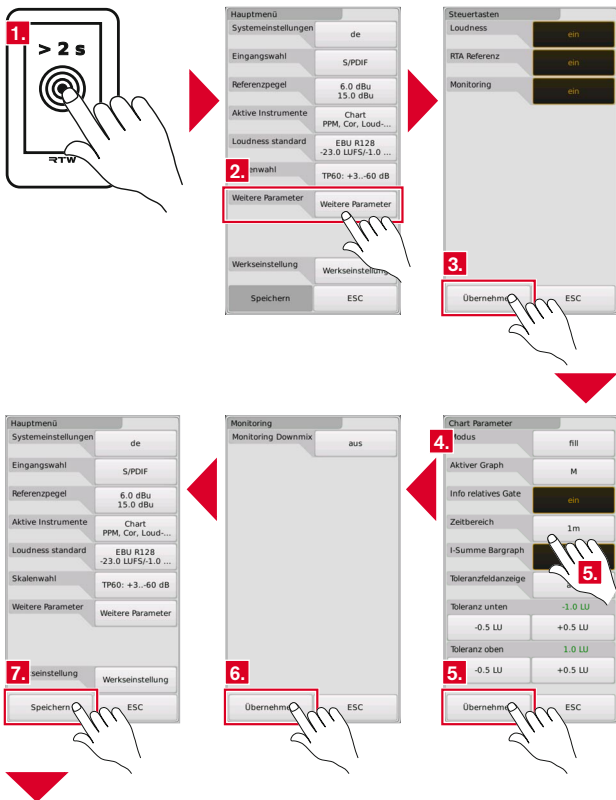 1.
> 2 s
RTW
Hauptmenü
Systemeinstellungen
de
Eingangswahl
S/PDIF
Referenzpegel
6.0 dBu
15.0 dBu
Aktive Instrumente
Chart
PPM, Cor, Loud-...
Loudness standard
EBU R128
-23.0 LUFS/-1.0 ...
2.
enwahl
TP60: +3..-60 dB
Weitere Parameter
Weitere Parameter
Werkseinstellung
Werkseinstellung
Speichern
ESC
Steuertasten
Loudness
ein
RTA Referenz
ein
Monitoring
ein
3.
Übernehme
ESC
Hauptmenü
Systemeinstellungen
de
Eingangswahl
S/PDIF
Referenzpegel
6.0 dBu
15.0 dBu
Aktive Instrumente
Chart
PPM, Cor, Loud-...
Loudness standard
EBU R128
-23.0 LUFS/-1.0 ...
Skalenwahl
TP60: +3..-60 dB
Weitere Parameter
Weitere Parameter
7.
seinstellung
Werkseinstellung
Speichern
ESC
Monitoring
Monitoring Downmix
aus
6.
Übernehme
ESC
Chart Parameter
4.
odus
fill
Aktiver Graph
M
Info relatives Gate
ein
Zeitbereich
1m
I-Summe Bargraph
5.
Toleranzfeldanzeige
Toleranz unten
-1.0 LU
-0.5 LU
+0.5 LU
Toleranz oben
1.0 LU
5.
-0.5 LU
+0.5 LU
Übernehme
ESC